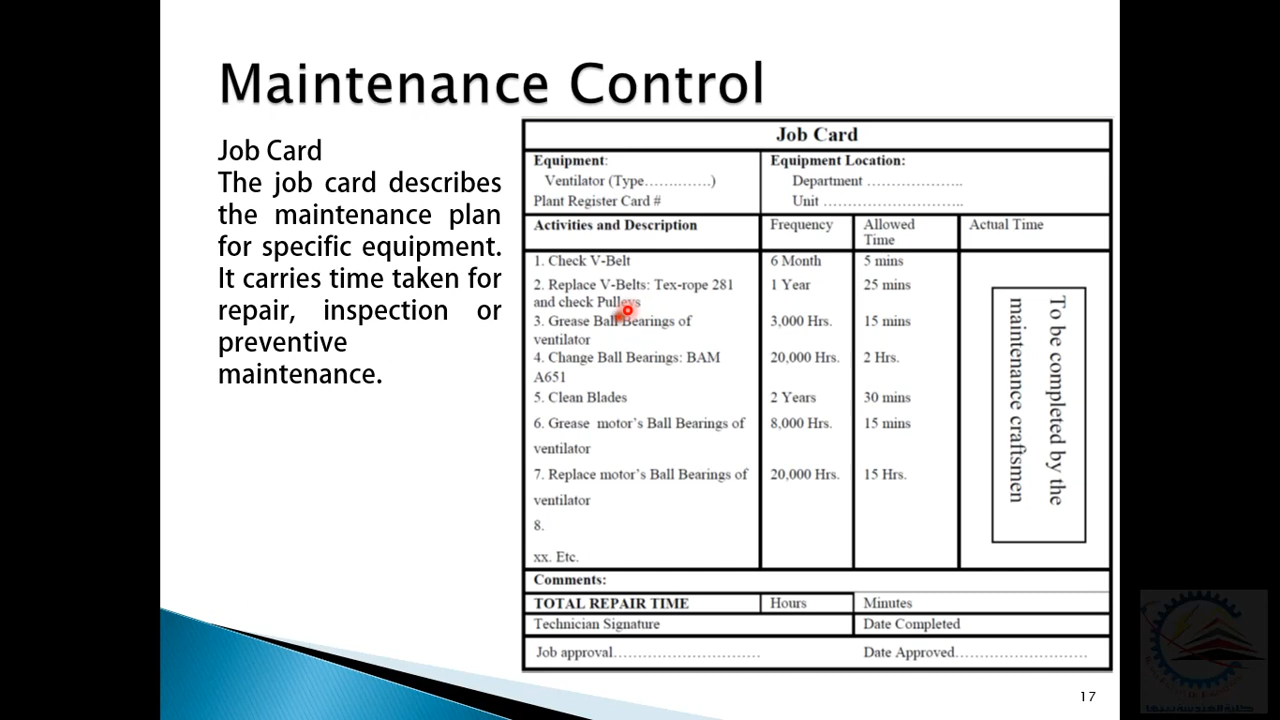 Maintenance Control
Job Card
The job card describes
the maintenance plan
for specific equipment.
It carries time taken for
repair, inspection or
preventive
maintenance.
Job Card
Equipment:
Ventilator (Type..............)
Plant Register Card #
Equipment Location:
Department ....................
Unit .............................
Activities and Description
Frequency
Allowed
Time
Actual Time
1. Check V-Belt 6 Month 5 mins
2. Replace V-Belts: Tex-rope 281 1 Year 25 mins
and check Pulleys
3. Grease Ball Bearings of 3,000 Hrs. 15 mins
ventilator
4. Change Ball Bearings: BAM 20,000 Hrs. 2 Hrs.
A651
5. Clean Blades 2 Years 30 mins
6. Grease motor's Ball Bearings of 8,000 Hrs. 15 mins
ventilator
7. Replace motor's Ball Bearings of 20,000 Hrs. 15 Hrs.
ventilator
8.
xx. Etc.
To be completed by the
maintenance craftsmen
Comments:
TOTAL REPAIR TIME Hours Minutes
Technician Signature Date Completed
Job approval............................... Date Approved............................
17
كلية الهندسة ببنها